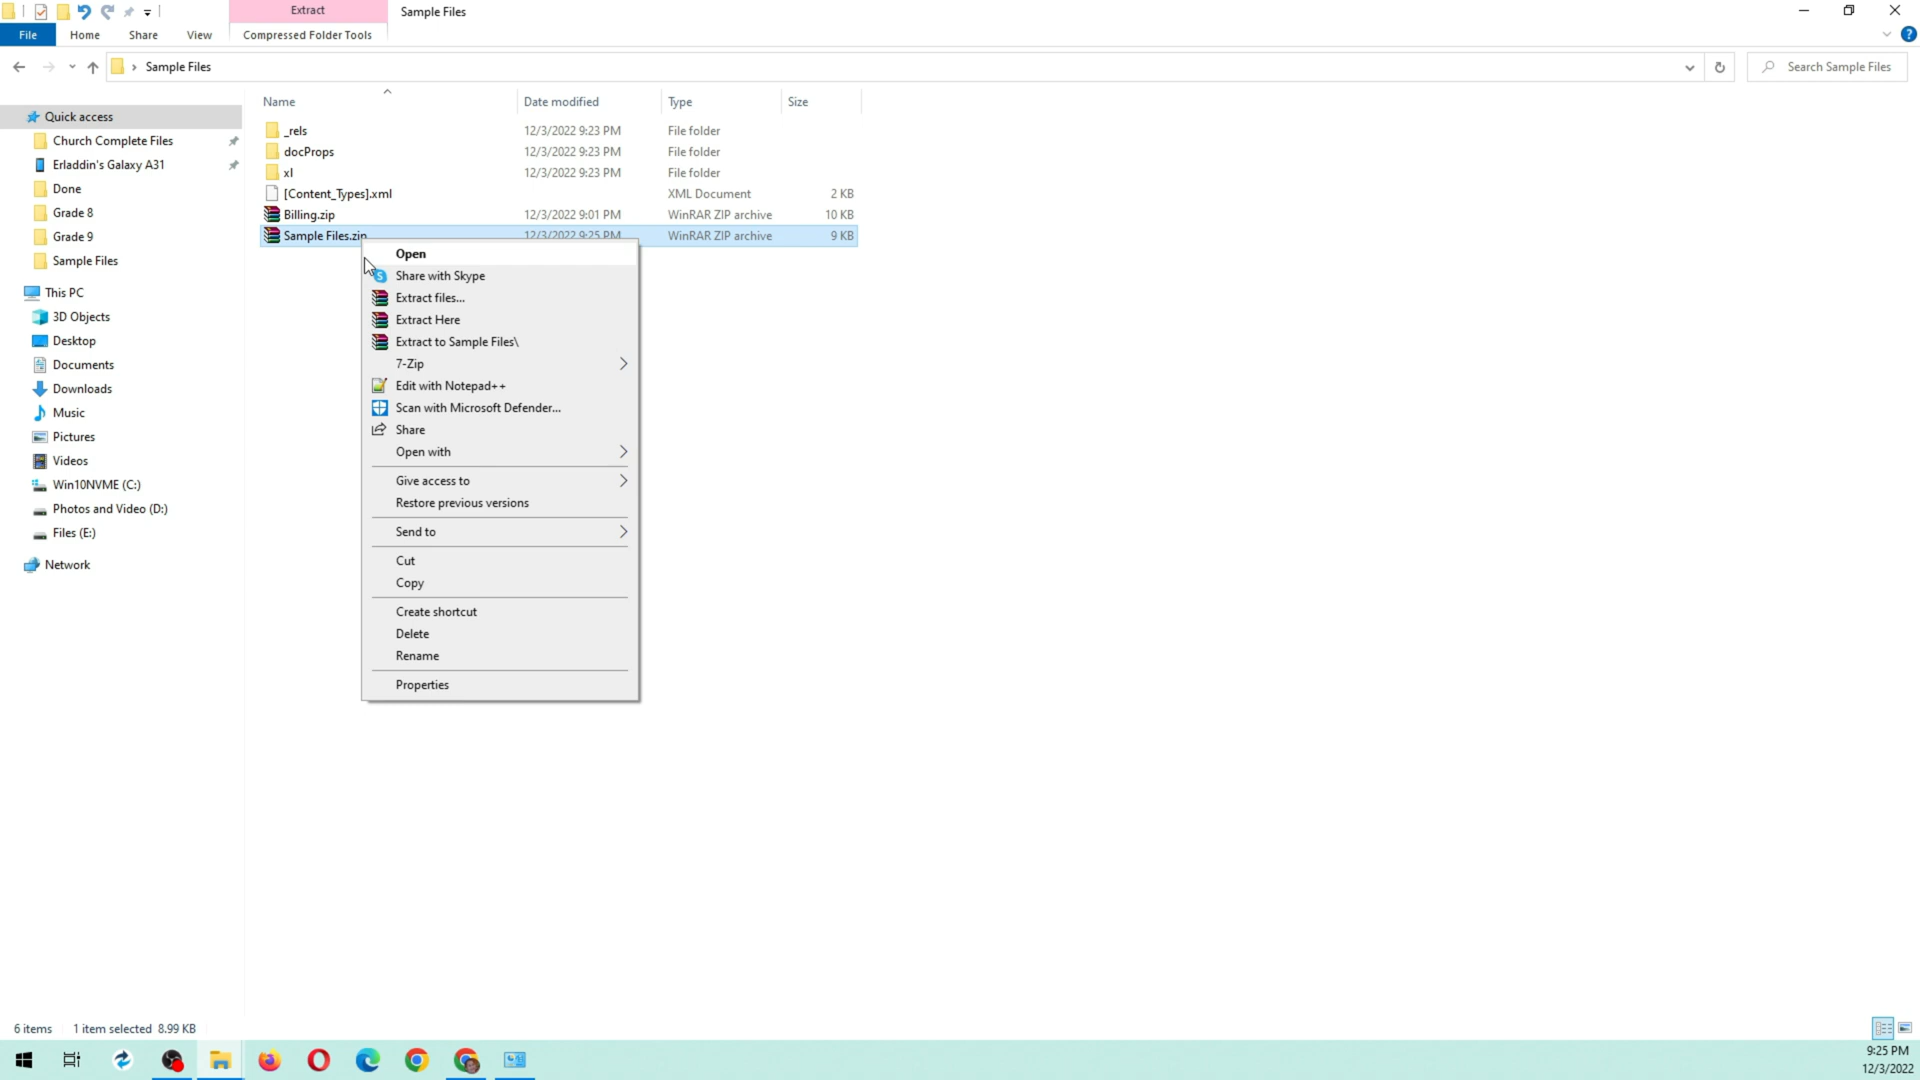 Extract
Sample Files
File
Home
Share
View
Compressed Folder Tools
?
Sample Files
Search Sample Files
Name
Date modified
Type
Size
Quick access
Church Complete Files
Erladdin's Galaxy A31
Done
Grade 8
Grade 9
Sample Files
This PC
3D Objects
Desktop
Documents
Downloads
Music
Pictures
Videos
Win10NVME (C:)
Photos and Video (D:)
Files (E:)
Network
_rels 12/3/2022 9:23 PM File folder
docProps 12/3/2022 9:23 PM File folder
xl 12/3/2022 9:23 PM File folder
[Content_Types].xml XML Document 2 KB
Billing.zip 12/3/2022 9:01 PM WinRAR ZIP archive 10 KB
Sample Files.zip 12/3/2022 9:25 PM WinRAR ZIP archive 9 KB
Open
Share with Skype
Extract files...
Extract Here
Extract to Sample Files\
7-Zip
Edit with Notepad++
Scan with Microsoft Defender...
Share
Open with
Give access to
Restore previous versions
Send to
Cut
Copy
Create shortcut
Delete
Rename
Properties
6 items 1 item selected 8.99 KB
9:25 PM
12/3/2022